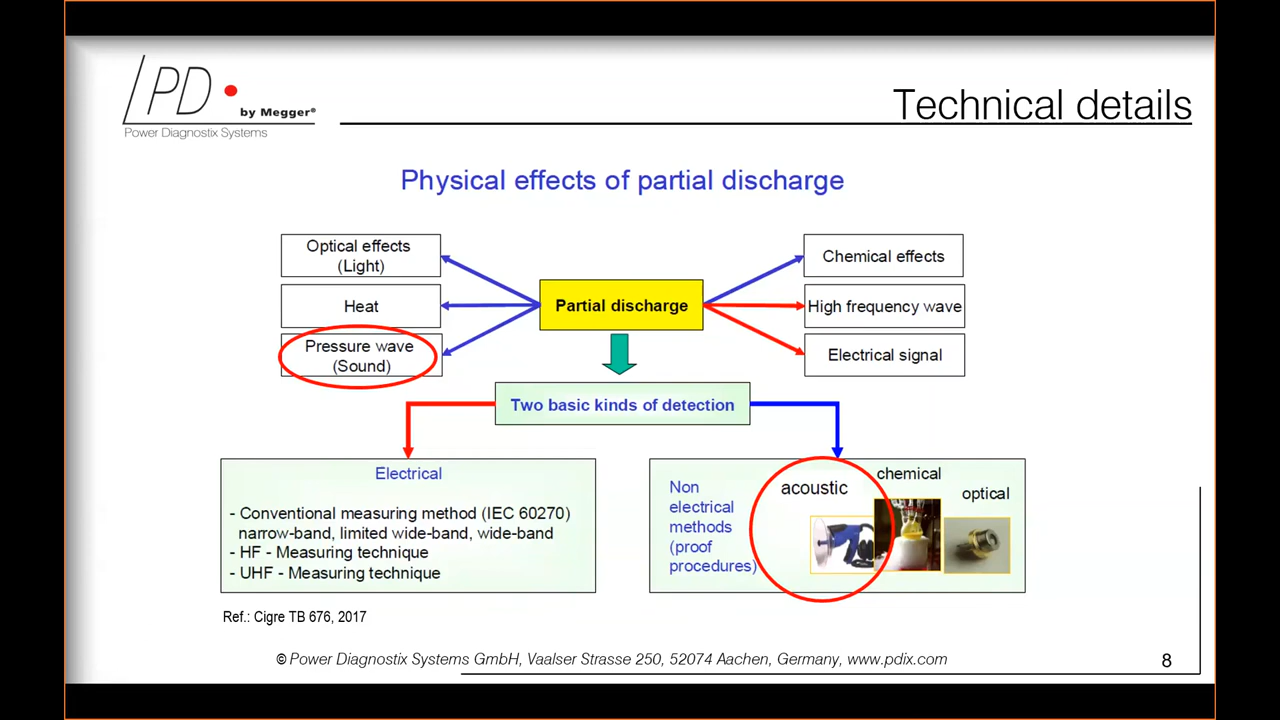 PD
by Megger®
Power Diagnostix Systems
Technical details
Physical effects of partial discharge
Optical effects
(Light)
Heat
Pressure wave
(Sound)
Partial discharge
Chemical effects
High frequency wave
Electrical signal
Two basic kinds of detection
Electrical
- Conventional measuring method (IEC 60270)
narrow-band, limited wide-band, wide-band
- HF - Measuring technique
- UHF - Measuring technique
Non
electrical
methods
(proof
procedures)
acoustic
chemical
optical
Ref.: Cigre TB 676, 2017
© Power Diagnostix Systems GmbH, Vaalser Strasse 250, 52074 Aachen, Germany, www.pdix.com
8